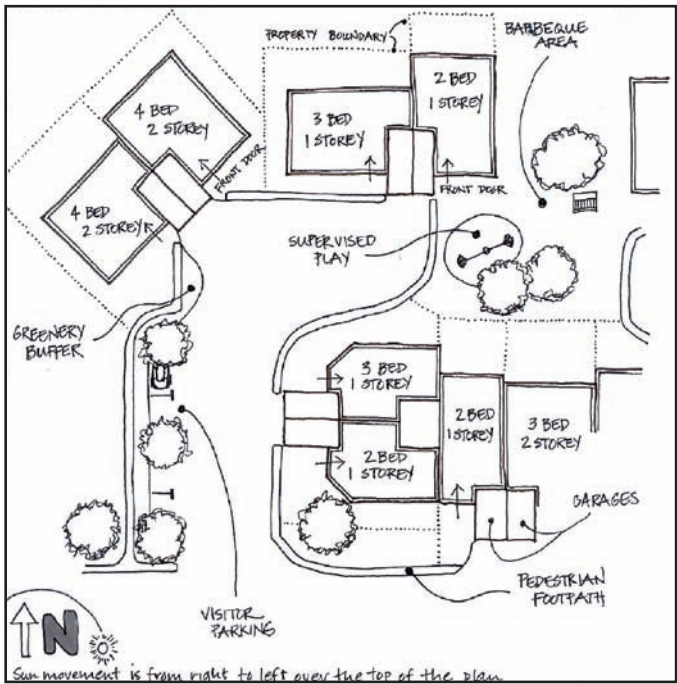 PROPERTY BOUNDARY
BARBEQUE
AREA
2 BED
1 STOREY
4 BED
2 STOREY
3 BED
1 STOREY
FRONT DOOR
FRONT DOOR
4 BED
2 STOREY
SUPERVISED
PLAY
GREENERY
BUFFER
3 BED
1 STOREY
2 BED
1 STOREY
3 BED
2 STOREY
2 BED
1 STOREY
GARAGES
PEDESTRIAN
FOOTPATH
VISITOR
PARKING
N
Sun movement is from right to left over the top of the plan